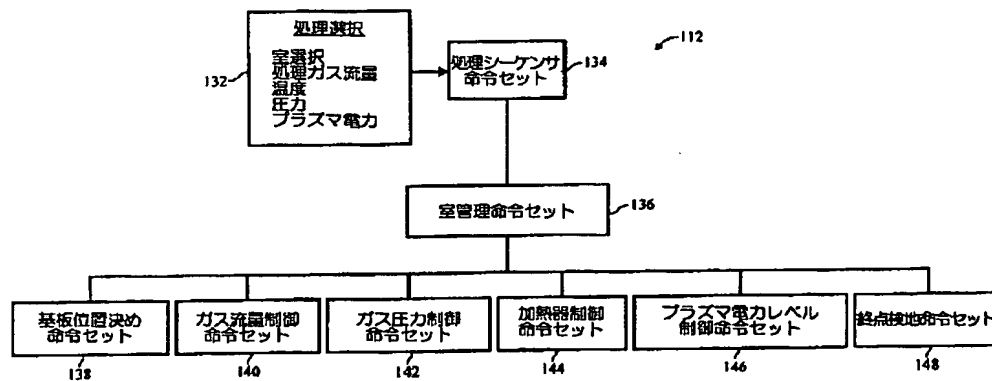 処理選択
室選択
処理ガス流量
温度
圧力
プラズマ電力
132
処理シーケンサ
命令セット
134
112
室管理命令セット
136
基板位置決め
命令セット
138
ガス流量制御
命令セット
140
ガス圧力制御
命令セット
142
加熱器制御
命令セット
144
プラズマ電力レベル
制御命令セット
146
終点検地命令セット
148